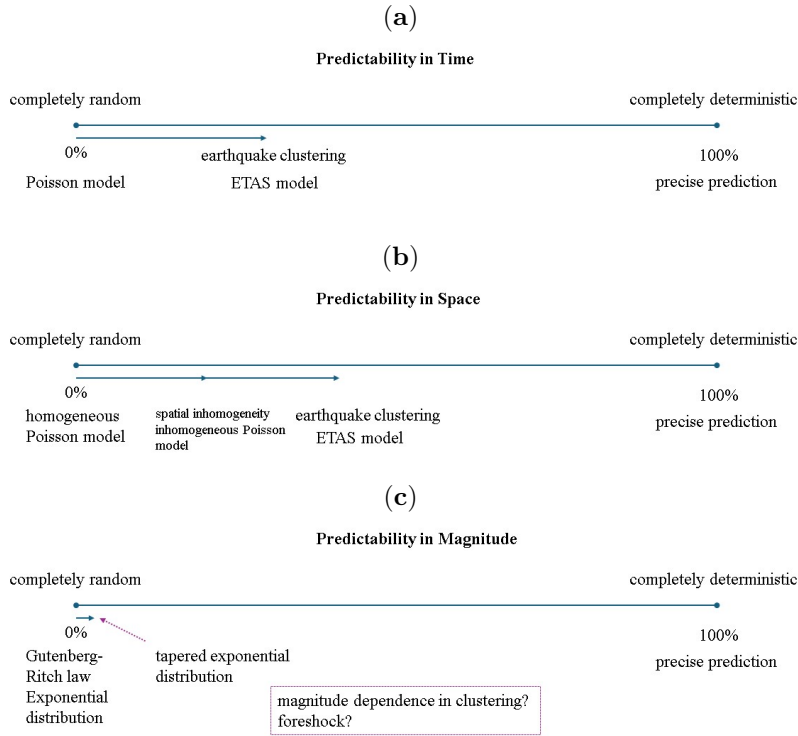 (a)
Predictability in Time
completely random
completely deterministic
0%
earthquake clustering
100%
Poisson model
ETAS model
precise prediction
(b)
Predictability in Space
completely random
completely deterministic
0%
100%
homogeneous
Poisson model
spatial inhomogeneity
inhomogeneous Poisson
model
earthquake clustering
ETAS model
precise prediction
(c)
Predictability in Magnitude
completely random
completely deterministic
0%
100%
Gutenberg-
Ritch law
Exponential
distribution
tapered exponential
distribution
precise prediction
magnitude dependence in clustering?
foreshock?